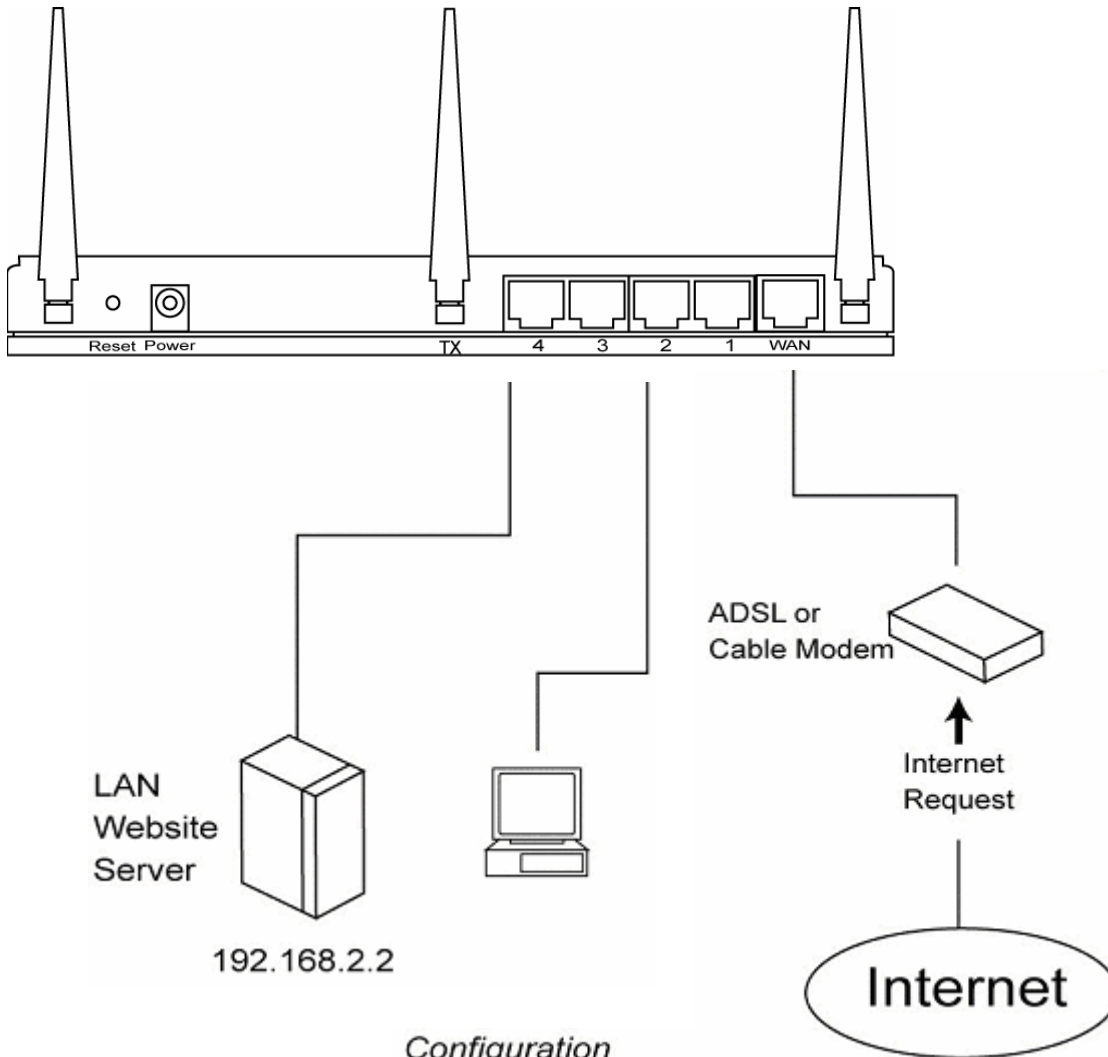 Reset Power TX 4 3 2 1 WAN
ADSL or
Cable Modem
Internet
Request
LAN
Website
Server
192.168.2.2
Internet
Configuration